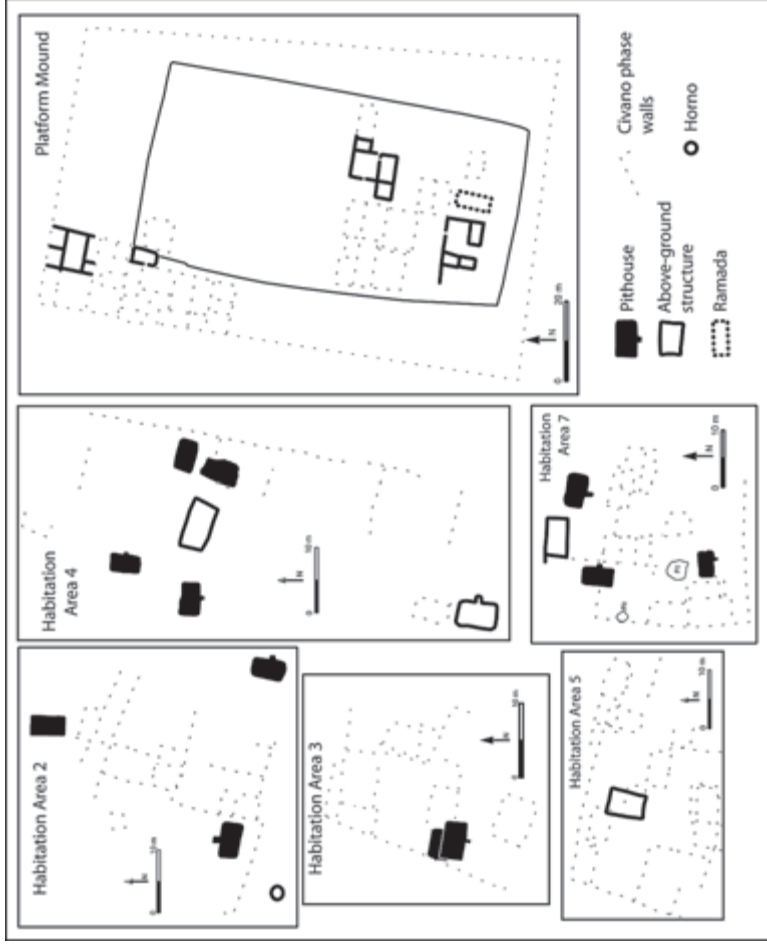 Habitation Area 2
N
0 10 m
Habitation
Area 4
N
0 10 m
Platform Mound
N
0 20 m
Habitation Area 3
N
0 10 m
Habitation Area 5
N
0 10 m
Habitation
Area 7
N
0 10 m
Pithouse
Above-ground
structure
Ramada
Civano phase
walls
Horno